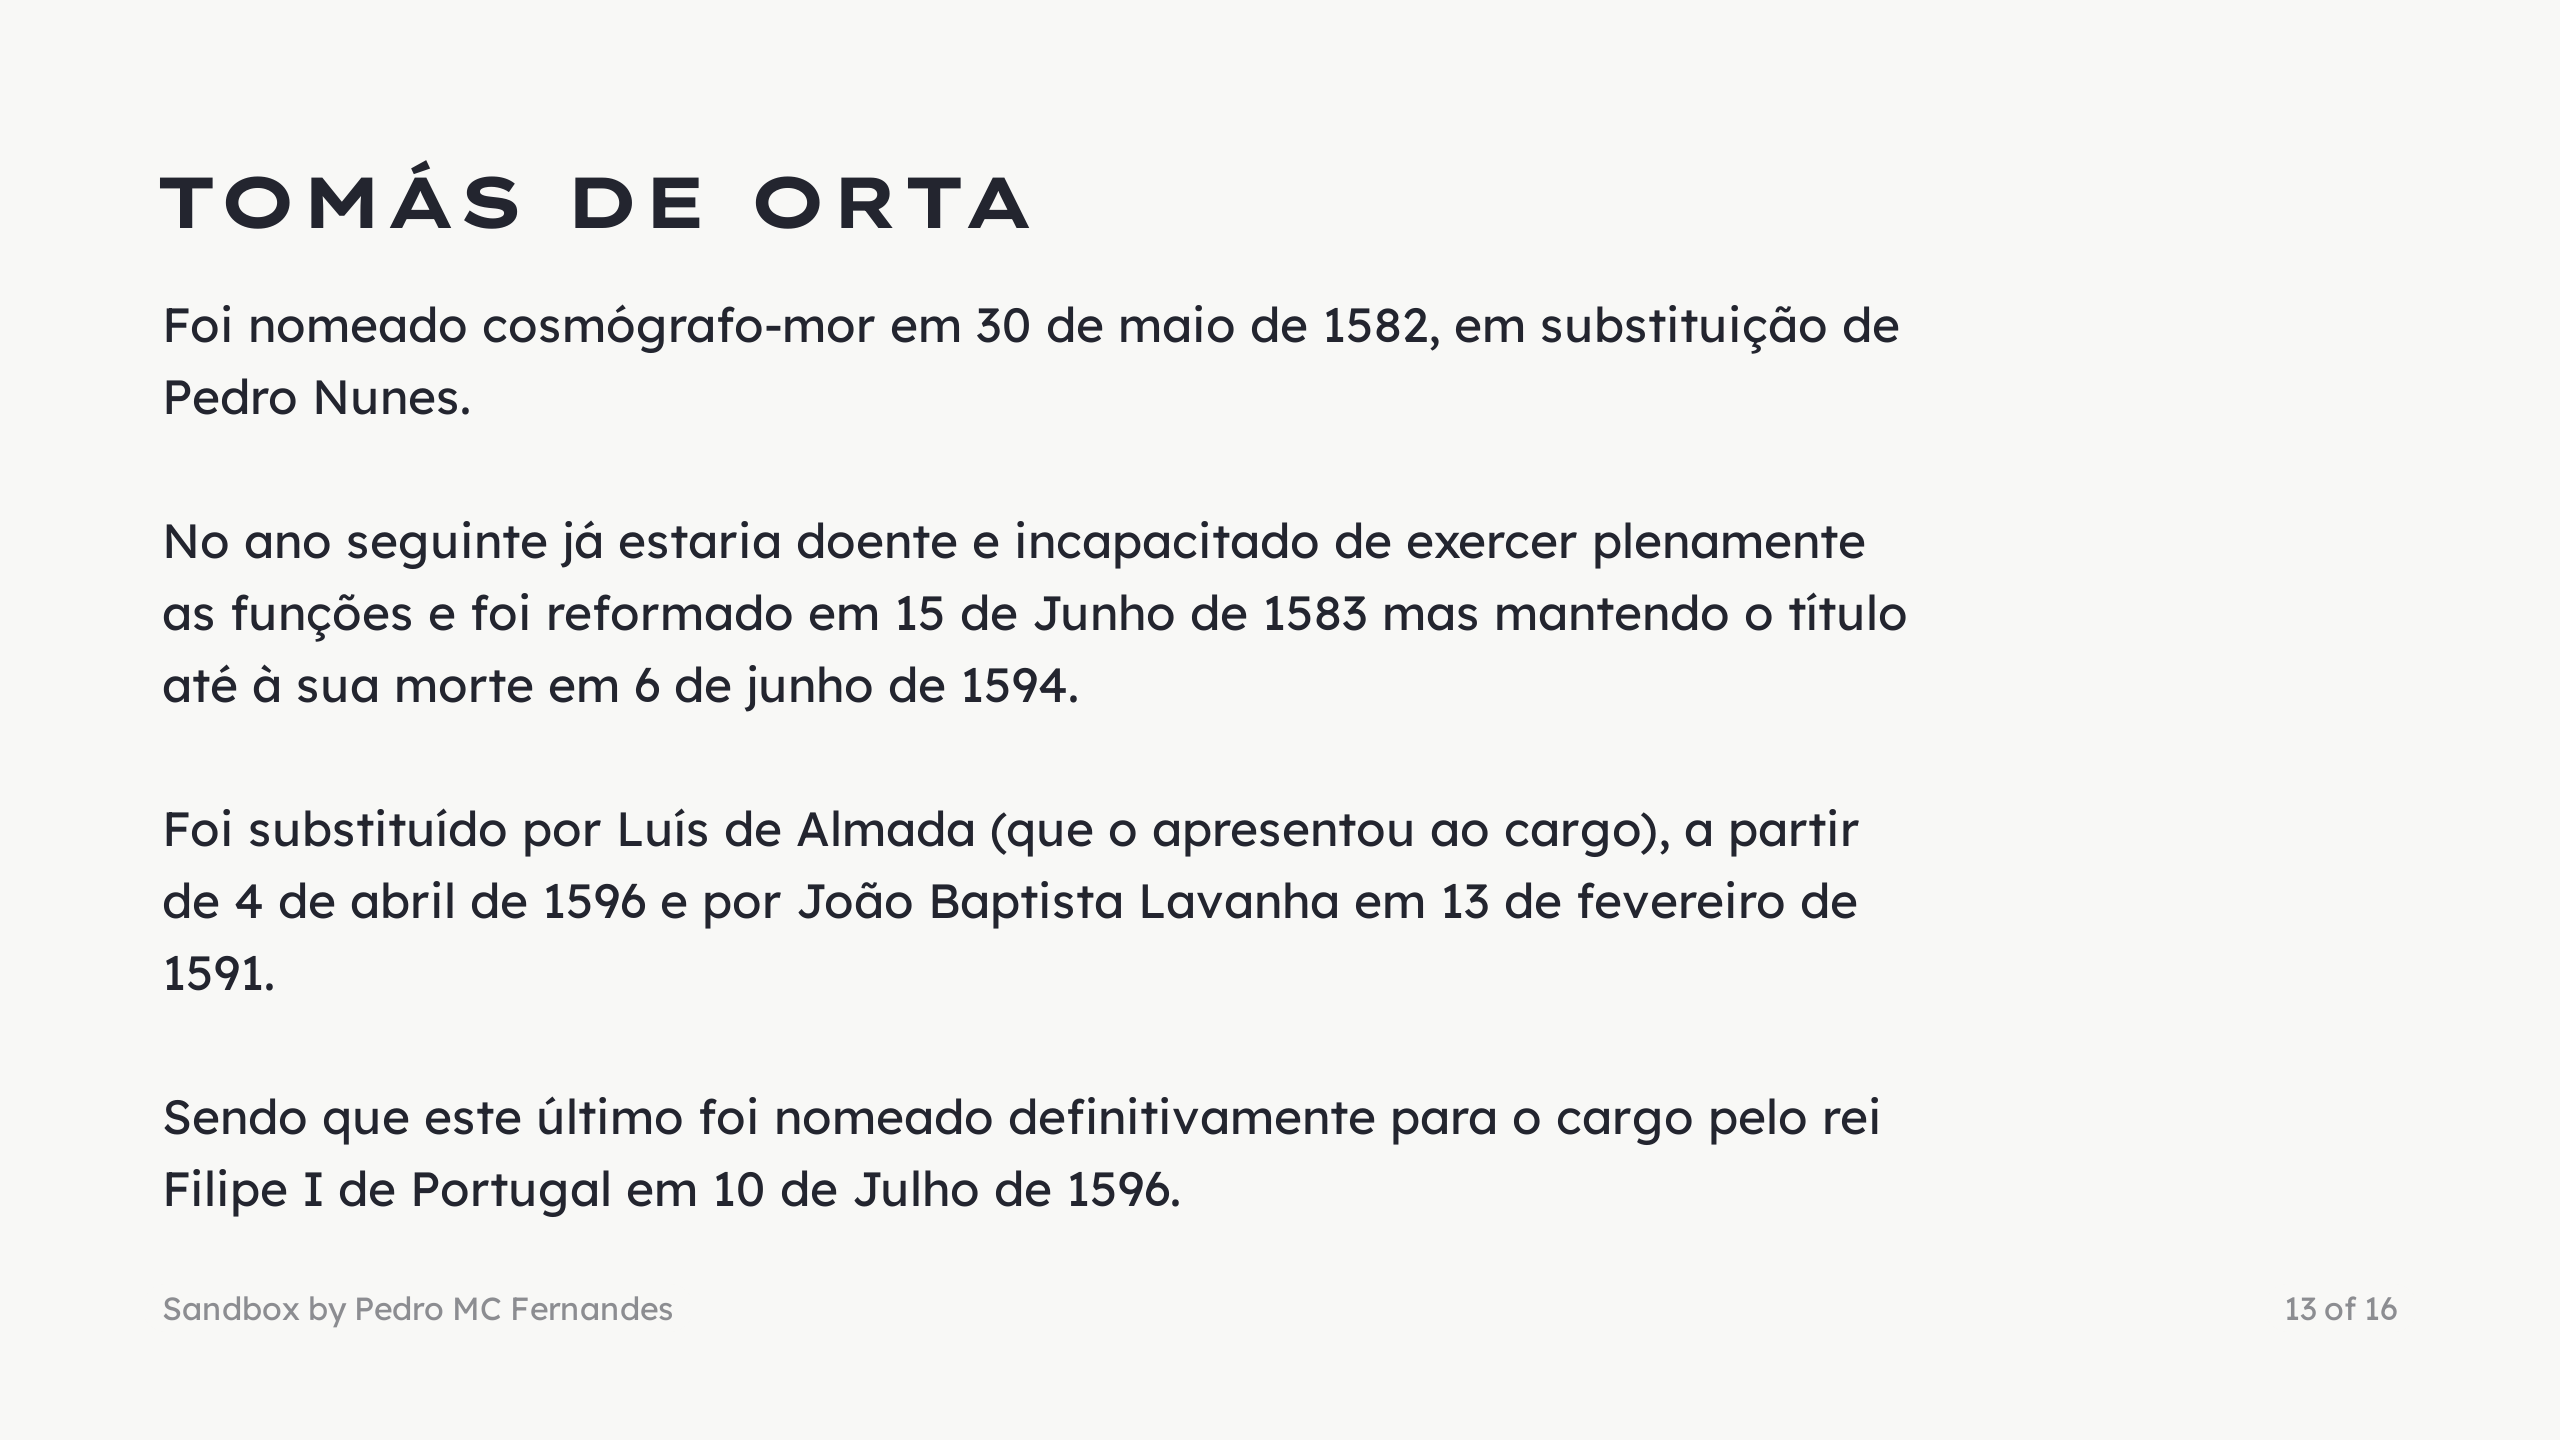 TOMÁS DE ORTA
Foi nomeado cosmógrafo-mor em 30 de maio de 1582, em substituição de
Pedro Nunes.
No ano seguinte já estaria doente e incapacitado de exercer plenamente
as funções e foi reformado em 15 de Junho de 1583 mas mantendo o título
até à sua morte em 6 de junho de 1594.
Foi substituído por Luís de Almada (que o apresentou ao cargo), a partir
de 4 de abril de 1596 e por João Baptista Lavanha em 13 de fevereiro de
1591.
Sendo que este último foi nomeado definitivamente para o cargo pelo rei
Filipe I de Portugal em 10 de Julho de 1596.
Sandbox by Pedro MC Fernandes
13 of 16